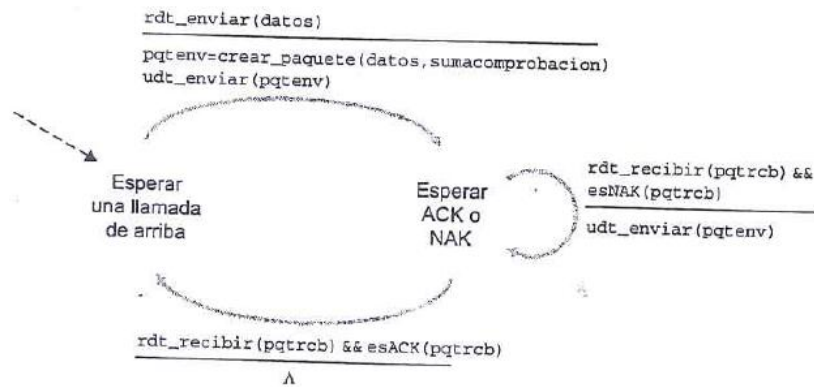 rdt_enviar(datos)
pqtenv=crear_paquete(datos,sumacomprobacion)
udt_enviar(pqtenv)
Esperar
una llamada
de arriba
Esperar
ACK o
NAK
rdt_recibir(pqtrcb) &&
esNAK(pqtrcb)
udt_enviar(pqtenv)
rdt_recibir(pqtrcb) && esACK(pqtrcb)
Λ